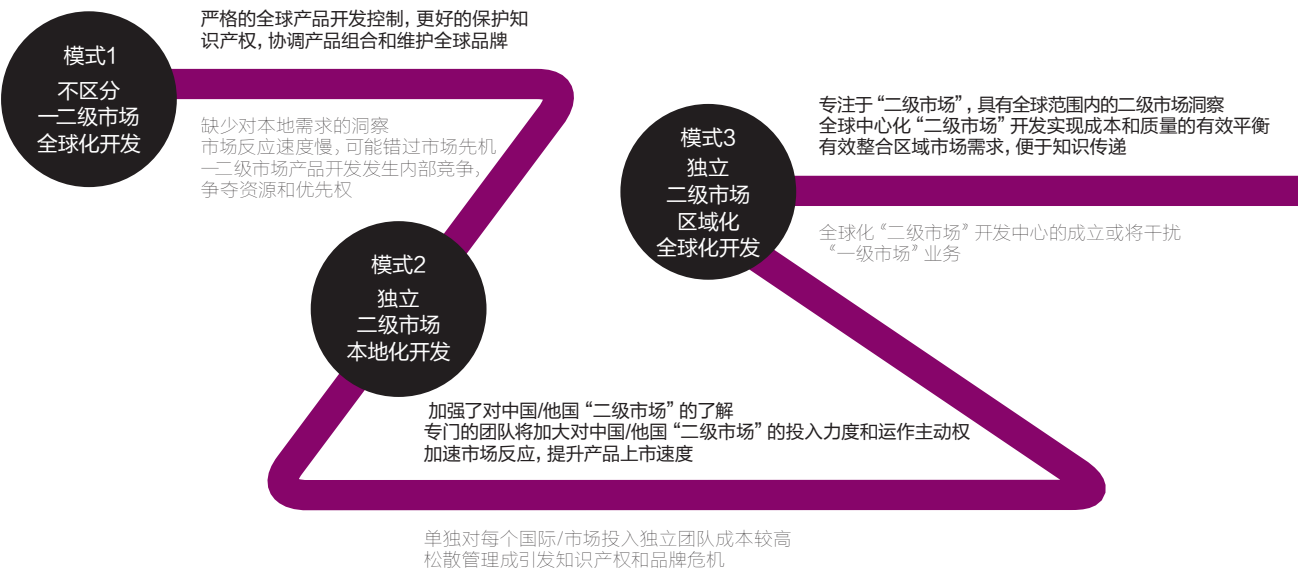 模式1
不区分
一二级市场
全球化开发
严格的全球产品开发控制，更好的保护知
识产权，协调产品组合和维护全球品牌
缺少对本地需求的洞察
市场反应速度慢，可能错过市场先机
一二级市场产品开发发生内部竞争，
争夺资源和优先权
模式2
独立
二级市场
本地化开发
加强了对中国/他国“二级市场”的了解
专门的团队将加大对中国/他国“二级市场”的投入力度和运作主动权
加速市场反应，提升产品上市速度
单独对每个国际/市场投入独立团队成本较高
松散管理成引发知识产权和品牌危机
模式3
独立
二级市场
区域化
全球化开发
专注于“二级市场”，具有全球范围内的二级市场洞察
全球中心化“二级市场”开发实现成本和质量的有效平衡
有效整合区域市场需求，便于知识传递
全球化“二级市场”开发中心的成立或将干扰
“一级市场”业务